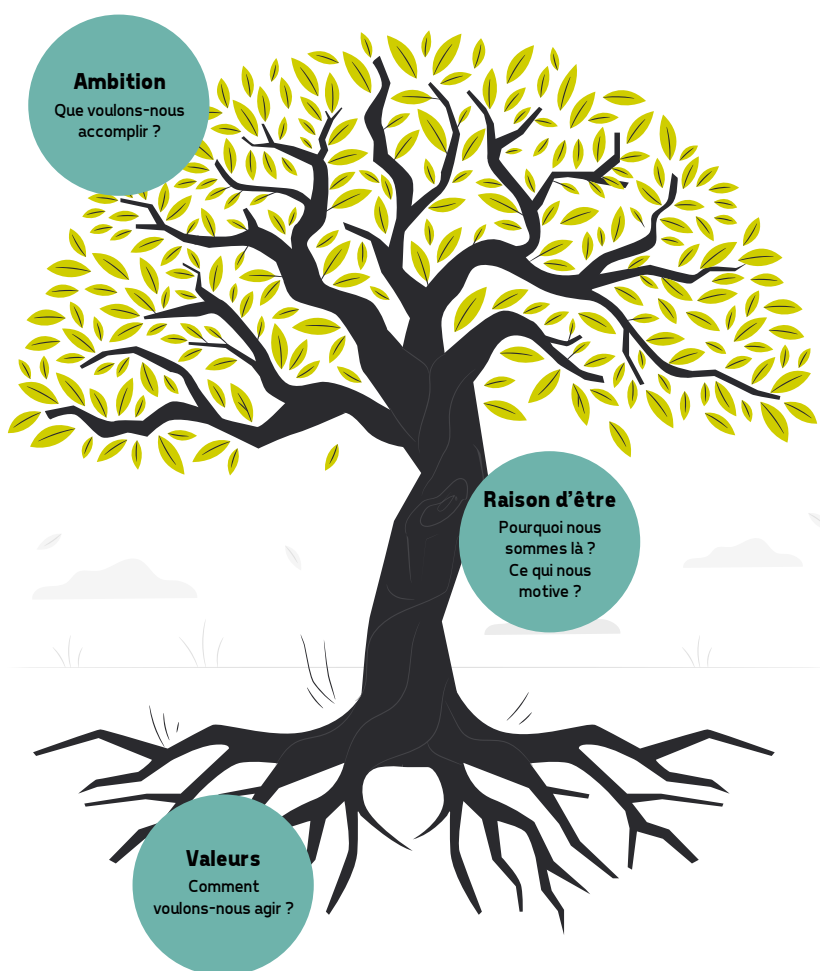 Ambition
Que voulons-nous
accomplir ?
Raison d'être
Pourquoi nous
sommes là ?
Ce qui nous
motive ?
Valeurs
Comment
voulons-nous agir ?